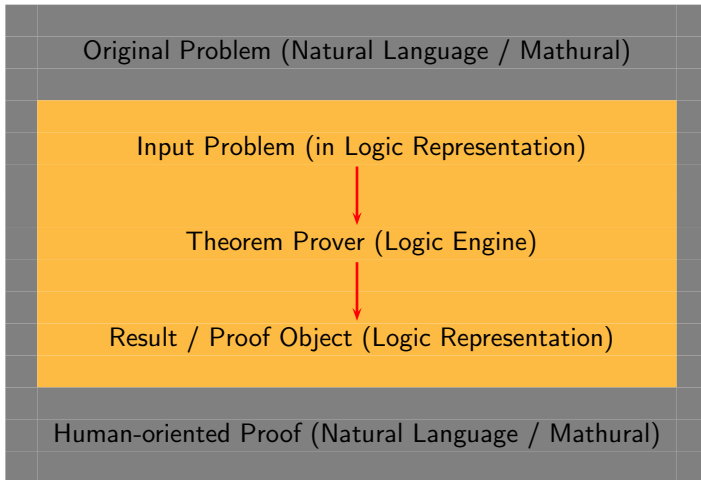 Original Problem (Natural Language / Mathural)
Input Problem (in Logic Representation)
Theorem Prover (Logic Engine)
Result / Proof Object (Logic Representation)
Human-oriented Proof (Natural Language / Mathural)